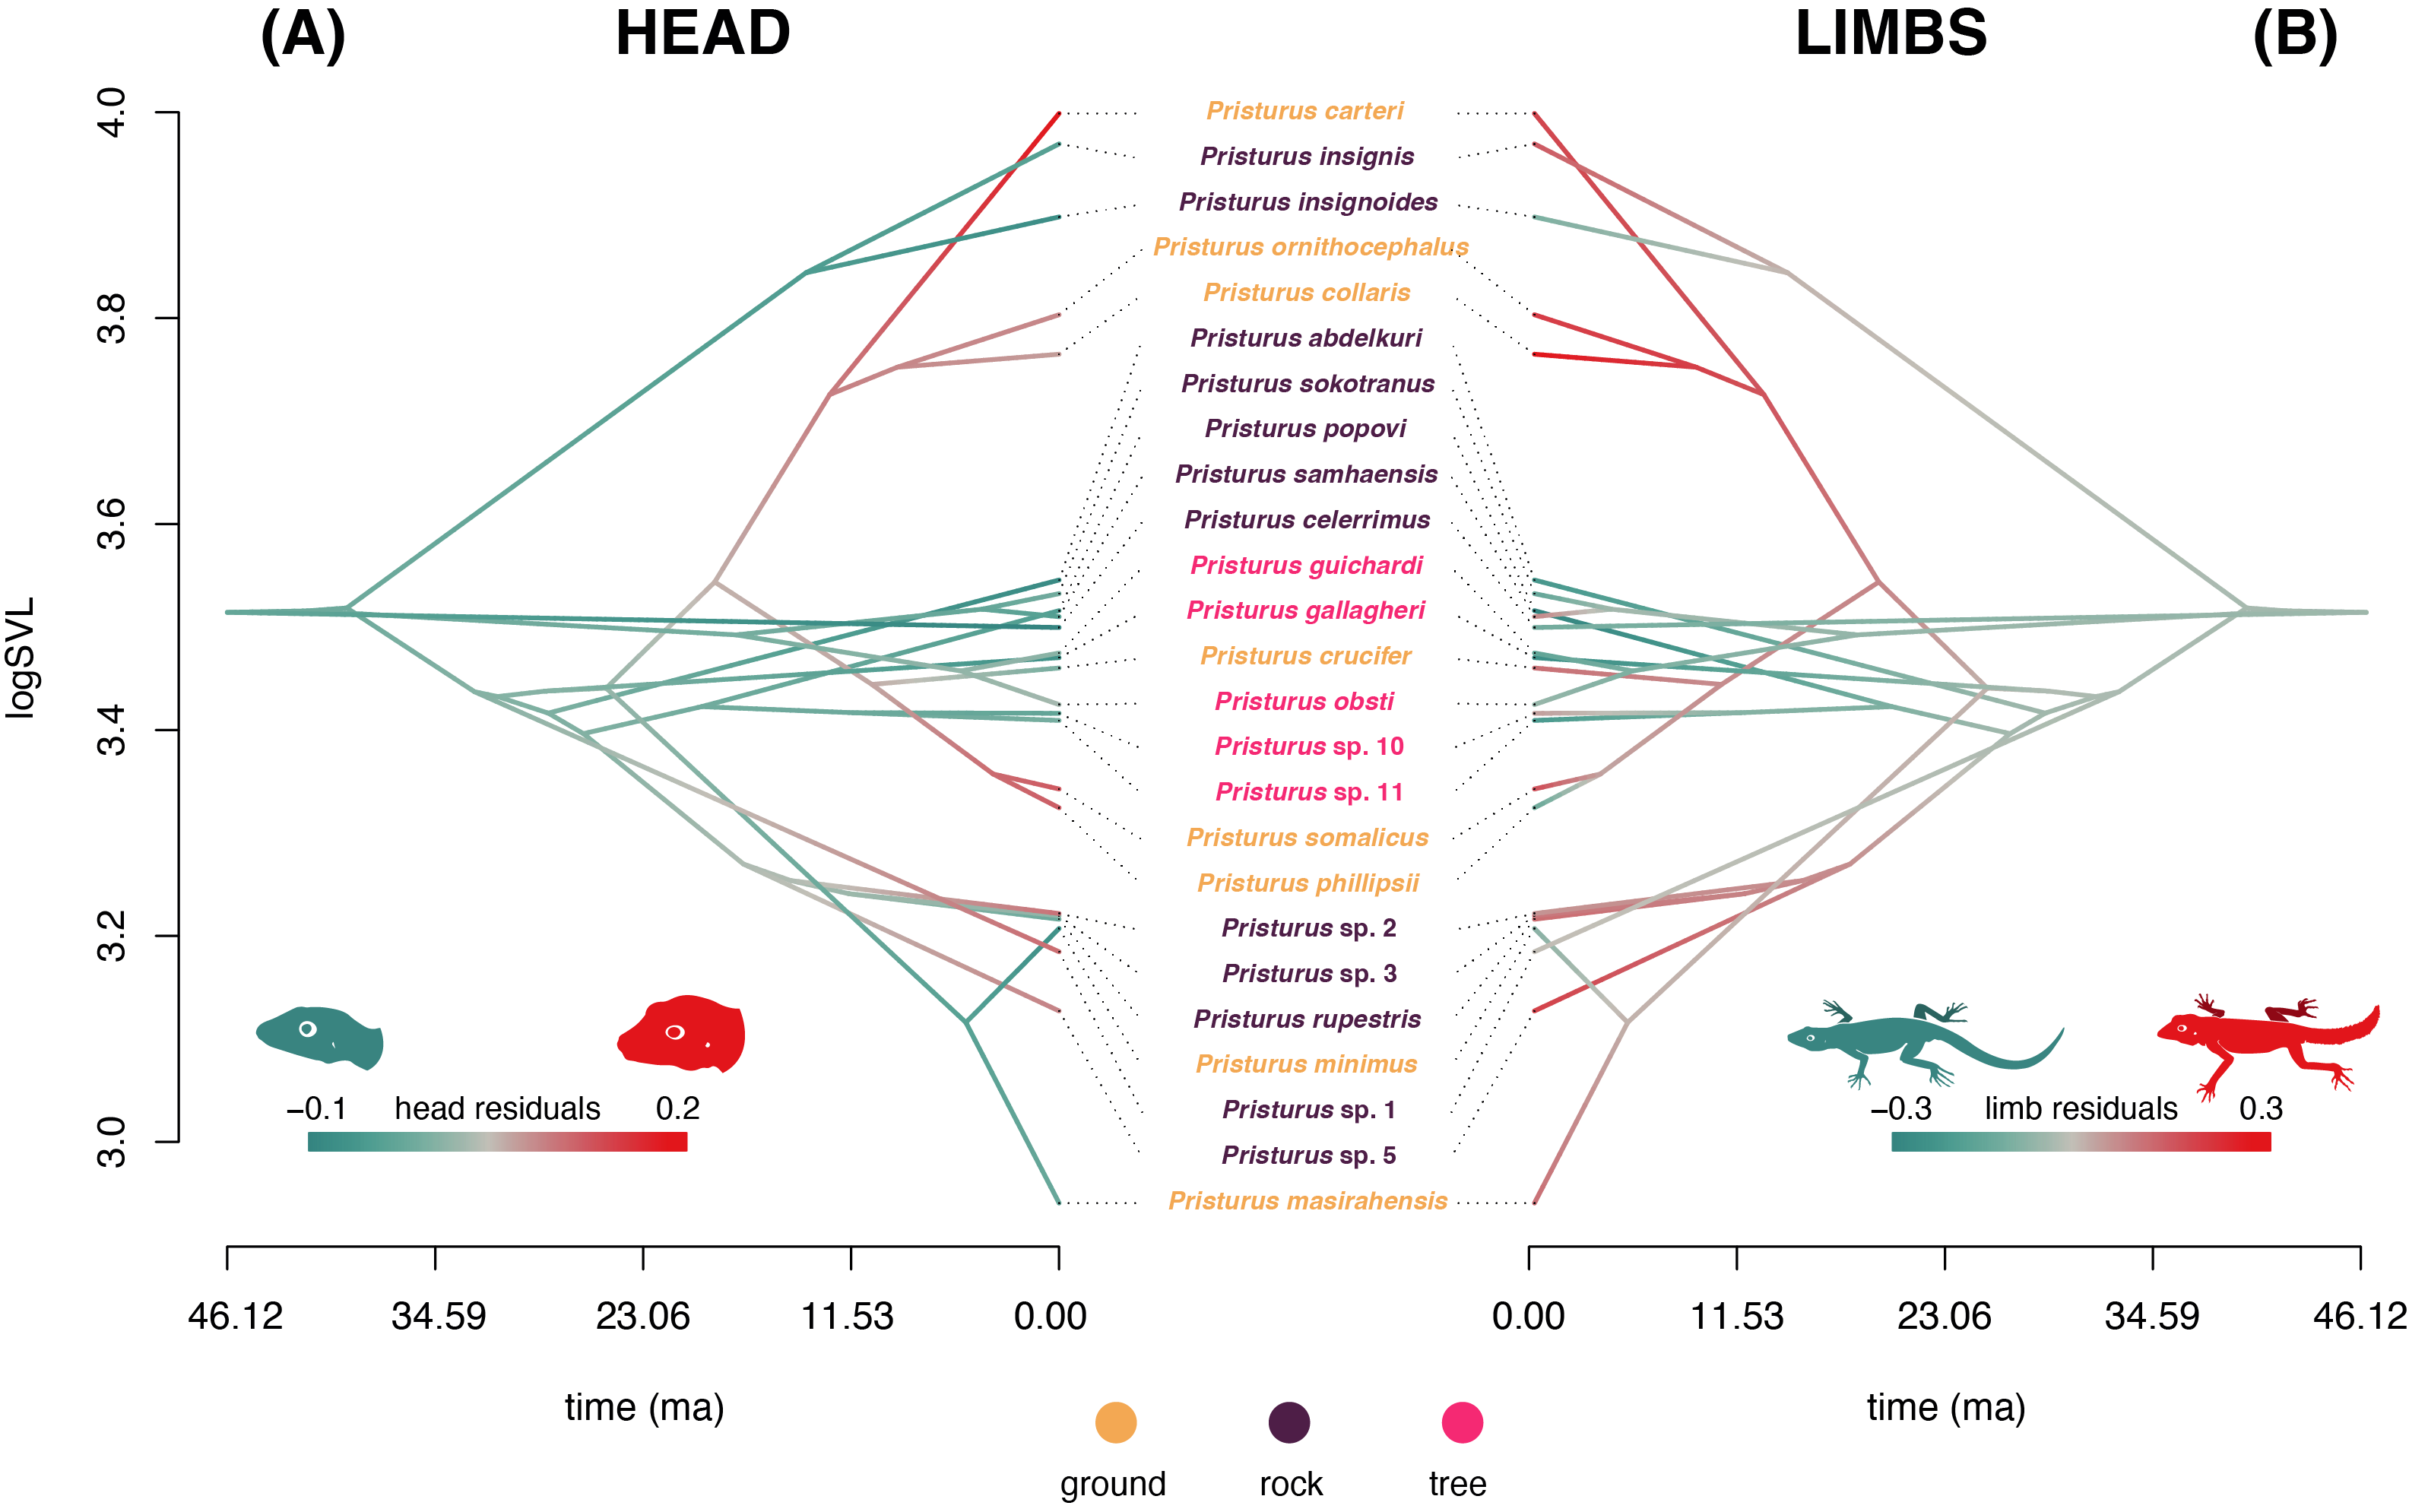 (A) HEAD LIMBS (B)
logSVL
4.0
3.8
3.6
3.4
3.2
3.0
Pristurus carteri
Pristurus insignis
Pristurus insignoides
Pristurus ornithocephalus
Pristurus collaris
Pristurus abdelkuri
Pristurus sokotranus
Pristurus popovi
Pristurus samhaensis
Pristurus celerrimus
Pristurus guichardi
Pristurus gallagheri
Pristurus crucifer
Pristurus obsti
Pristurus sp. 10
Pristurus sp. 11
Pristurus somalicus
Pristurus phillipsii
Pristurus sp. 2
Pristurus sp. 3
Pristurus rupestris
Pristurus minimus
Pristurus sp. 1
Pristurus sp. 5
Pristurus masirahensis
−0.1 head residuals 0.2
−0.3 limb residuals 0.3
46.12 34.59 23.06 11.53 0.00
0.00 11.53 23.06 34.59 46.12
time (ma)
time (ma)
ground rock tree